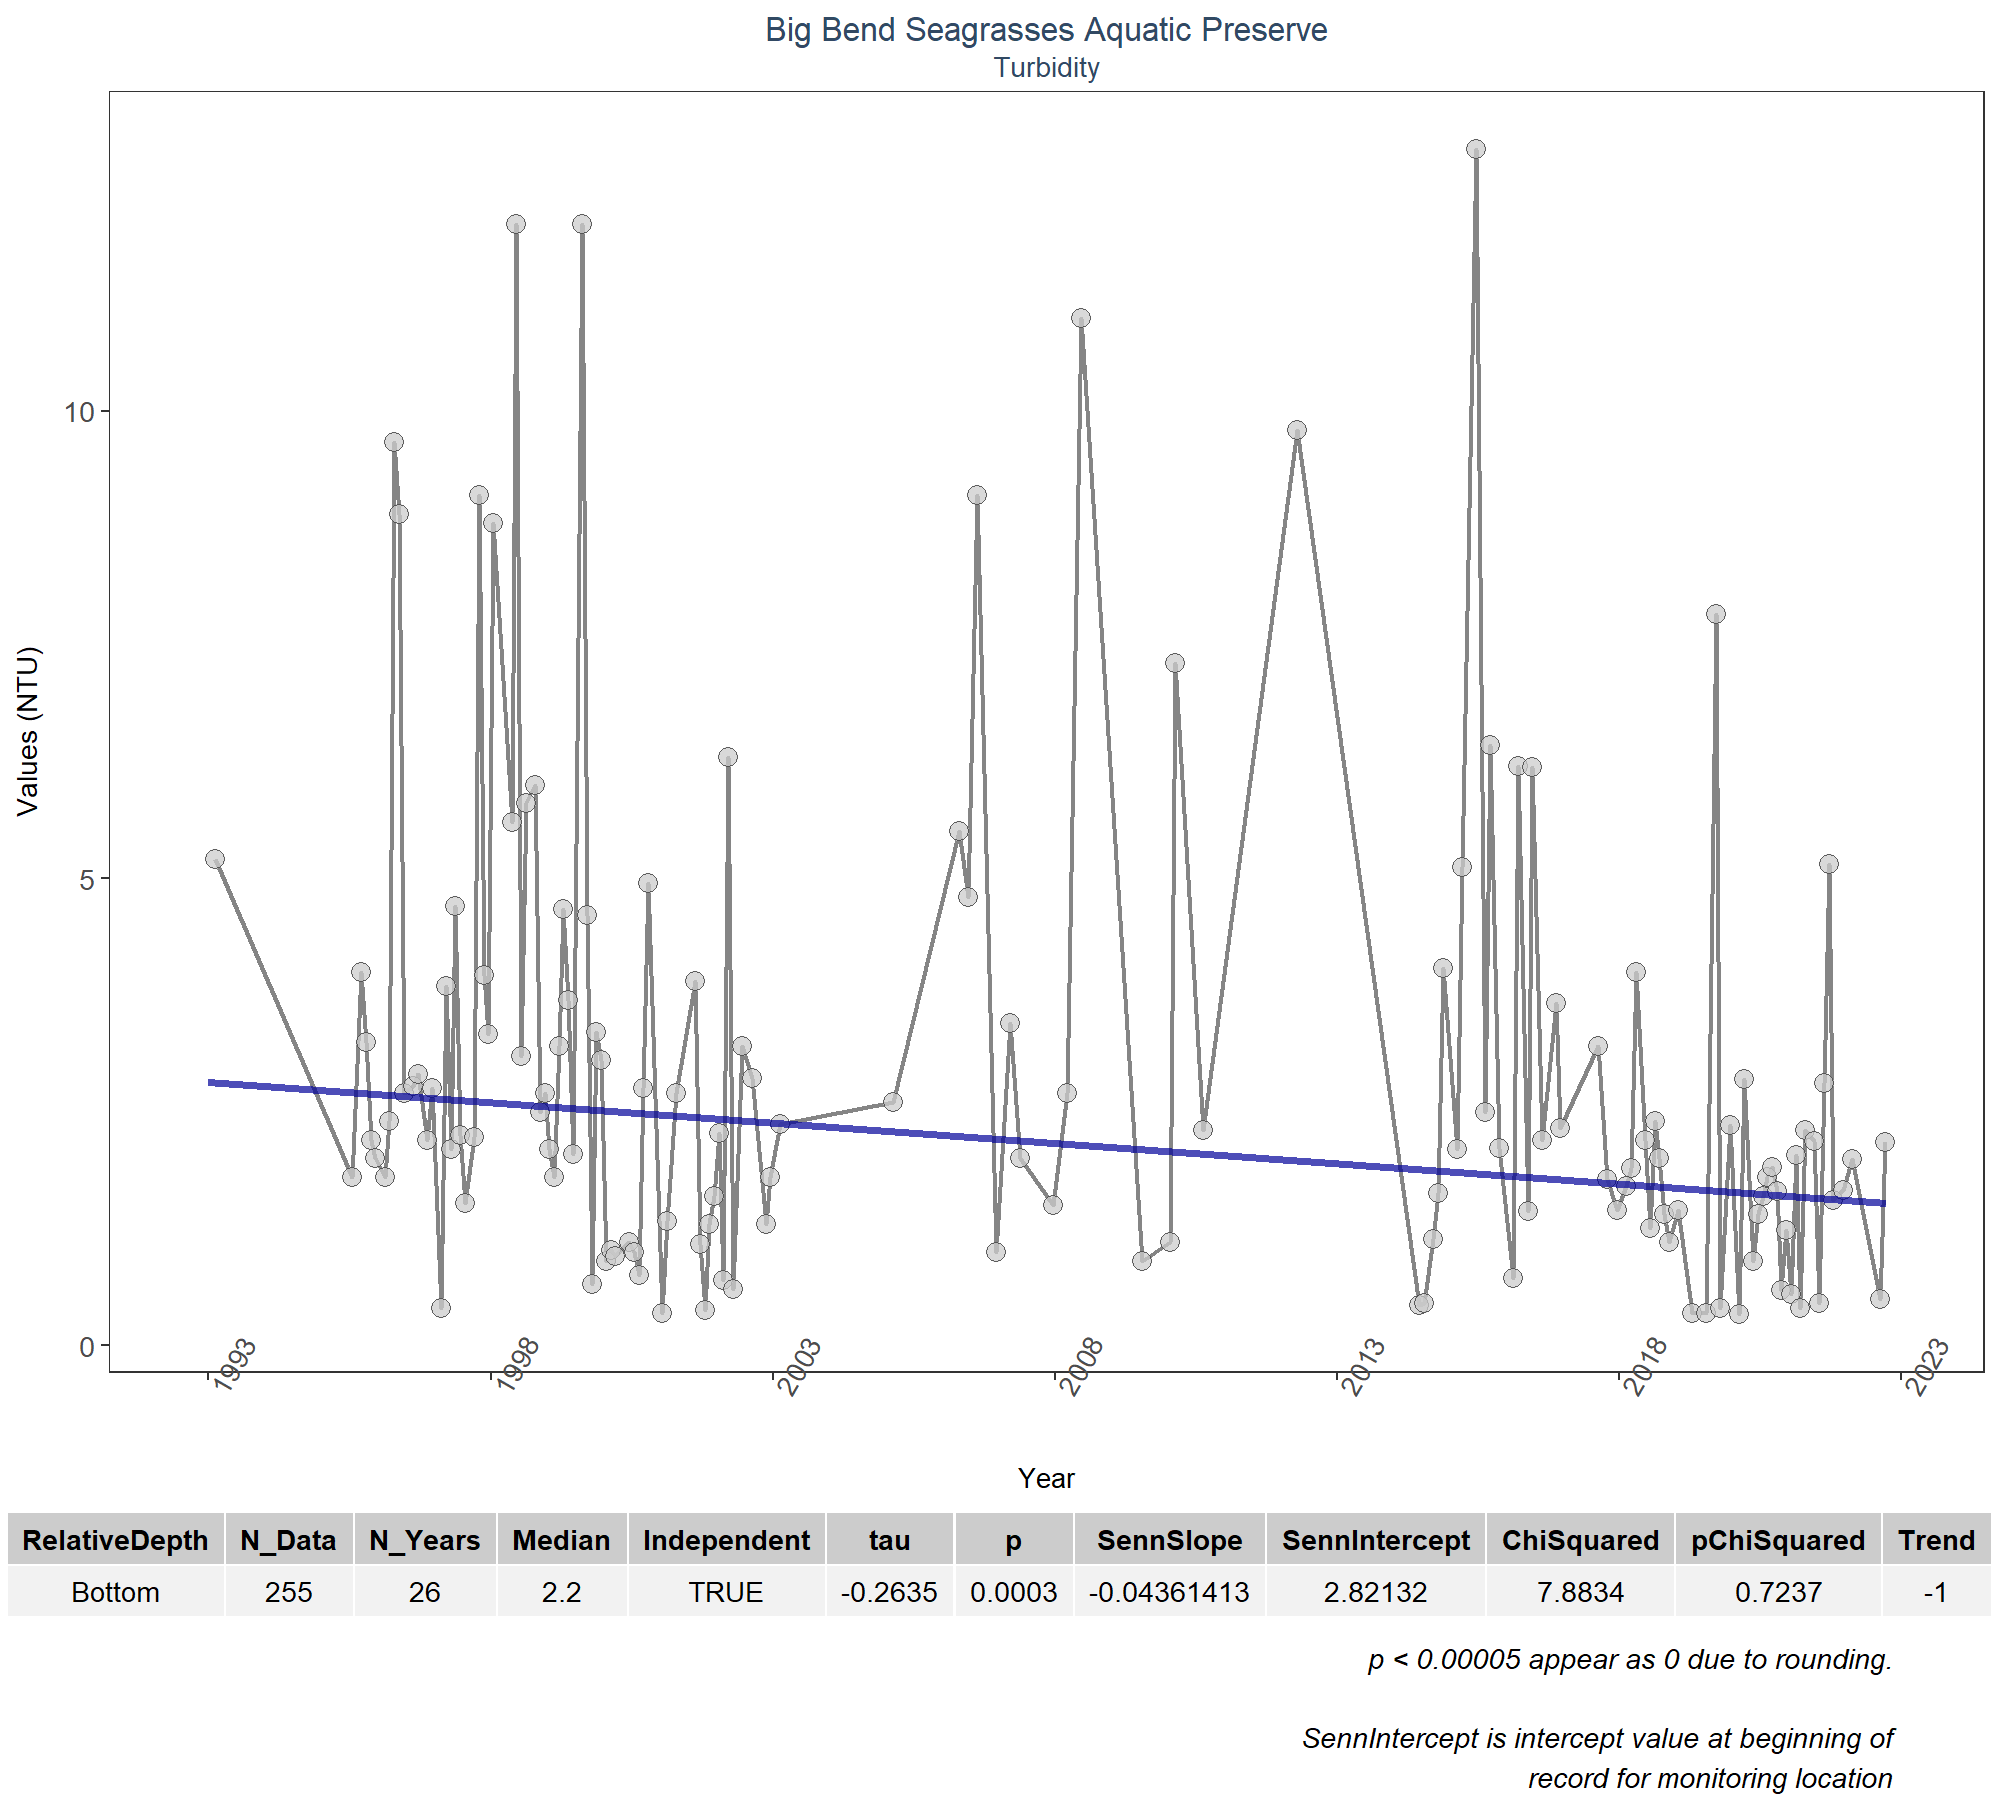 Big Bend Seagrasses Aquatic Preserve
Turbidity
Values (NTU)
10
5
0
1993 1998 2003 2008 2013 2018 2023
Year
RelativeDepth N_Data N_Years Median Independent tau p SennSlope SennIntercept ChiSquared pChiSquared Trend
Bottom 255 26 2.2 TRUE -0.2635 0.0003 -0.04361413 2.82132 7.8834 0.7237 -1
p < 0.00005 appear as 0 due to rounding.
SennIntercept is intercept value at beginning of
record for monitoring location